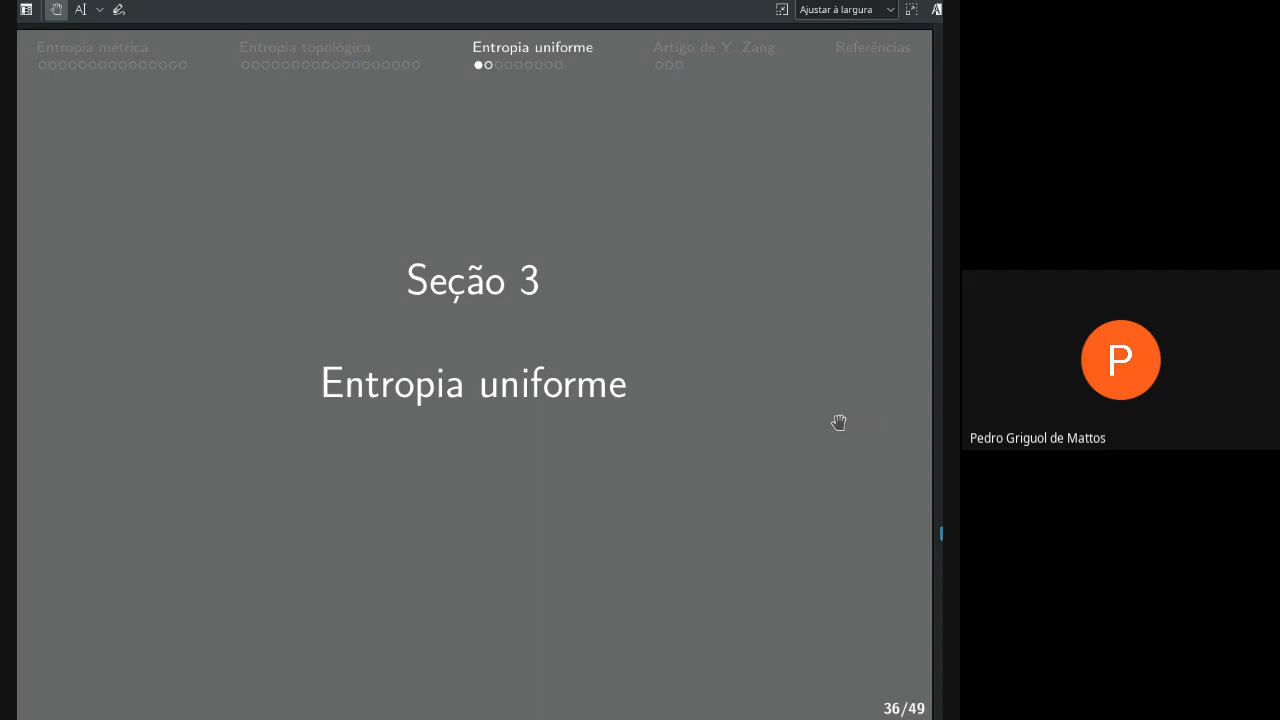 AI
Ajustar à largura
A
Entropia métrica
Entropia topológica
Entropia uniforme
Artigo de Y. Zang
Referências
Seção 3
Entropia uniforme
36/49
P
Pedro Griguol de Mattos